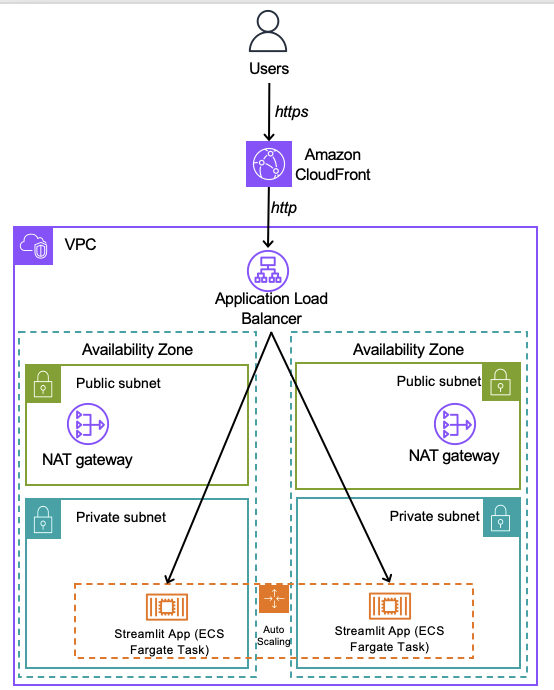 Users
https
Amazon
CloudFront
http
VPC
Application Load
Balancer
Availability Zone
Availability Zone
Public subnet
Public subnet
NAT gateway
NAT gateway
Private subnet
Private subnet
Streamlit App (ECS
Fargate Task)
Auto
Scaling
Streamlit App (ECS
Fargate Task)